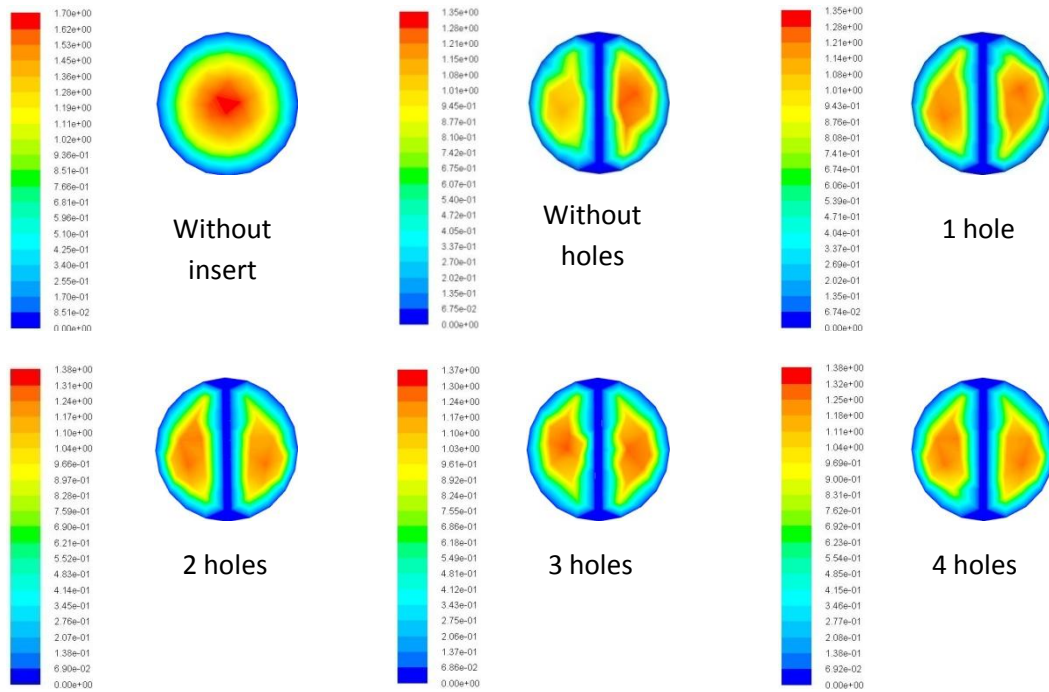 1.70e+00
1.62e+00
1.53e+00
1.45e+00
1.36e+00
1.28e+00
1.19e+00
1.11e+00
1.02e+00
9.36e-01
8.51e-01
7.66e-01
6.81e-01
5.96e-01
5.10e-01
4.25e-01
3.40e-01
2.55e-01
1.70e-01
8.51e-02
0.00e+00
Without
insert
1.35e+00
1.28e+00
1.21e+00
1.15e+00
1.08e+00
1.01e+00
9.45e-01
8.77e-01
8.10e-01
7.42e-01
6.75e-01
6.07e-01
5.40e-01
4.72e-01
4.05e-01
3.37e-01
2.70e-01
2.02e-01
1.35e-01
6.75e-02
0.00e+00
Without
holes
1.35e+00
1.28e+00
1.21e+00
1.14e+00
1.08e+00
1.01e+00
9.43e-01
8.76e-01
8.08e-01
7.41e-01
6.74e-01
6.06e-01
5.39e-01
4.71e-01
4.04e-01
3.37e-01
2.69e-01
2.02e-01
1.35e-01
6.74e-02
0.00e+00
1 hole
1.38e+00
1.31e+00
1.24e+00
1.17e+00
1.10e+00
1.04e+00
9.66e-01
8.97e-01
8.28e-01
7.59e-01
6.90e-01
6.21e-01
5.52e-01
4.83e-01
4.14e-01
3.45e-01
2.76e-01
2.07e-01
1.38e-01
6.90e-02
0.00e+00
2 holes
1.37e+00
1.30e+00
1.24e+00
1.17e+00
1.10e+00
1.03e+00
9.61e-01
8.92e-01
8.24e-01
7.55e-01
6.86e-01
6.18e-01
5.49e-01
4.81e-01
4.12e-01
3.43e-01
2.75e-01
2.06e-01
1.37e-01
6.86e-02
0.00e+00
3 holes
1.38e+00
1.32e+00
1.25e+00
1.18e+00
1.11e+00
1.04e+00
9.69e-01
9.00e-01
8.31e-01
7.62e-01
6.92e-01
6.23e-01
5.54e-01
4.85e-01
4.15e-01
3.46e-01
2.77e-01
2.08e-01
1.38e-01
6.92e-02
0.00e+00
4 holes